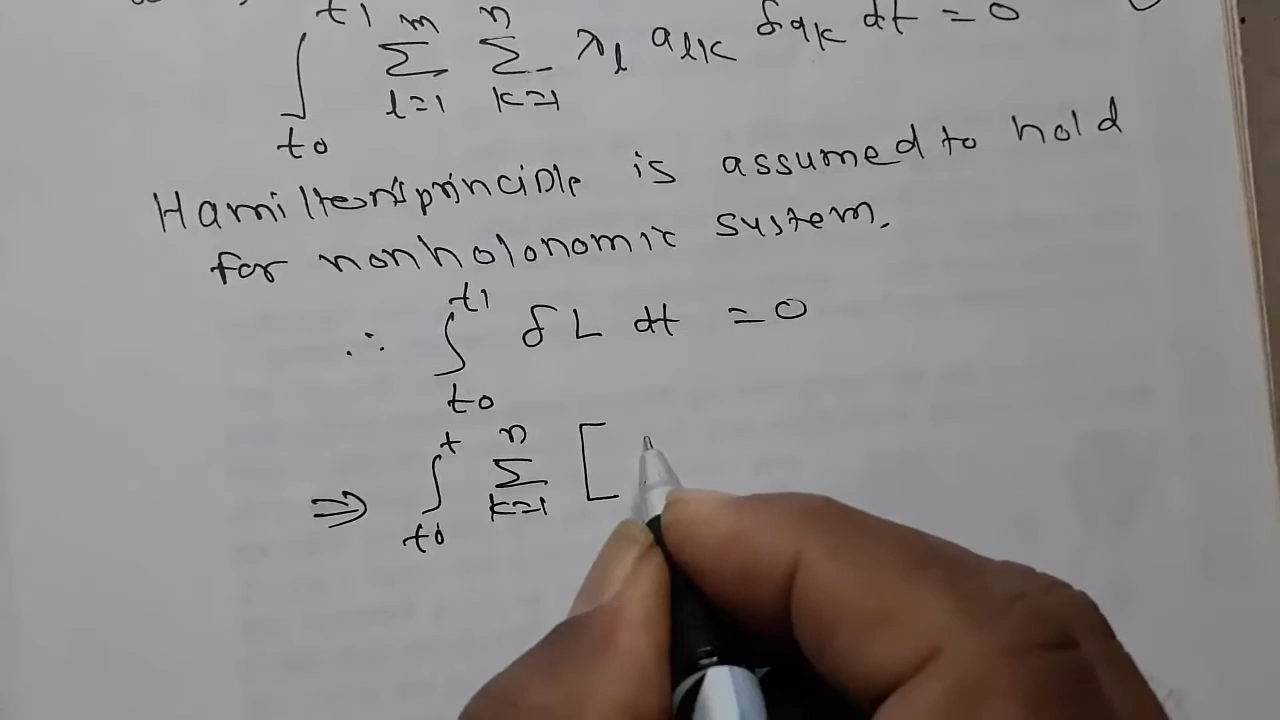 ∫_{t0}^{t1} Σ_{l=1}^{m} Σ_{k=1}^{n} λ_l a_{lk} δq_k dt = 0
Hamilton's principle is assumed to hold
for nonholonomic system.
∴ ∫_{t0}^{t1} δL dt = 0
⇒ ∫_{t0}^{t} Σ_{k=1}^{n} [